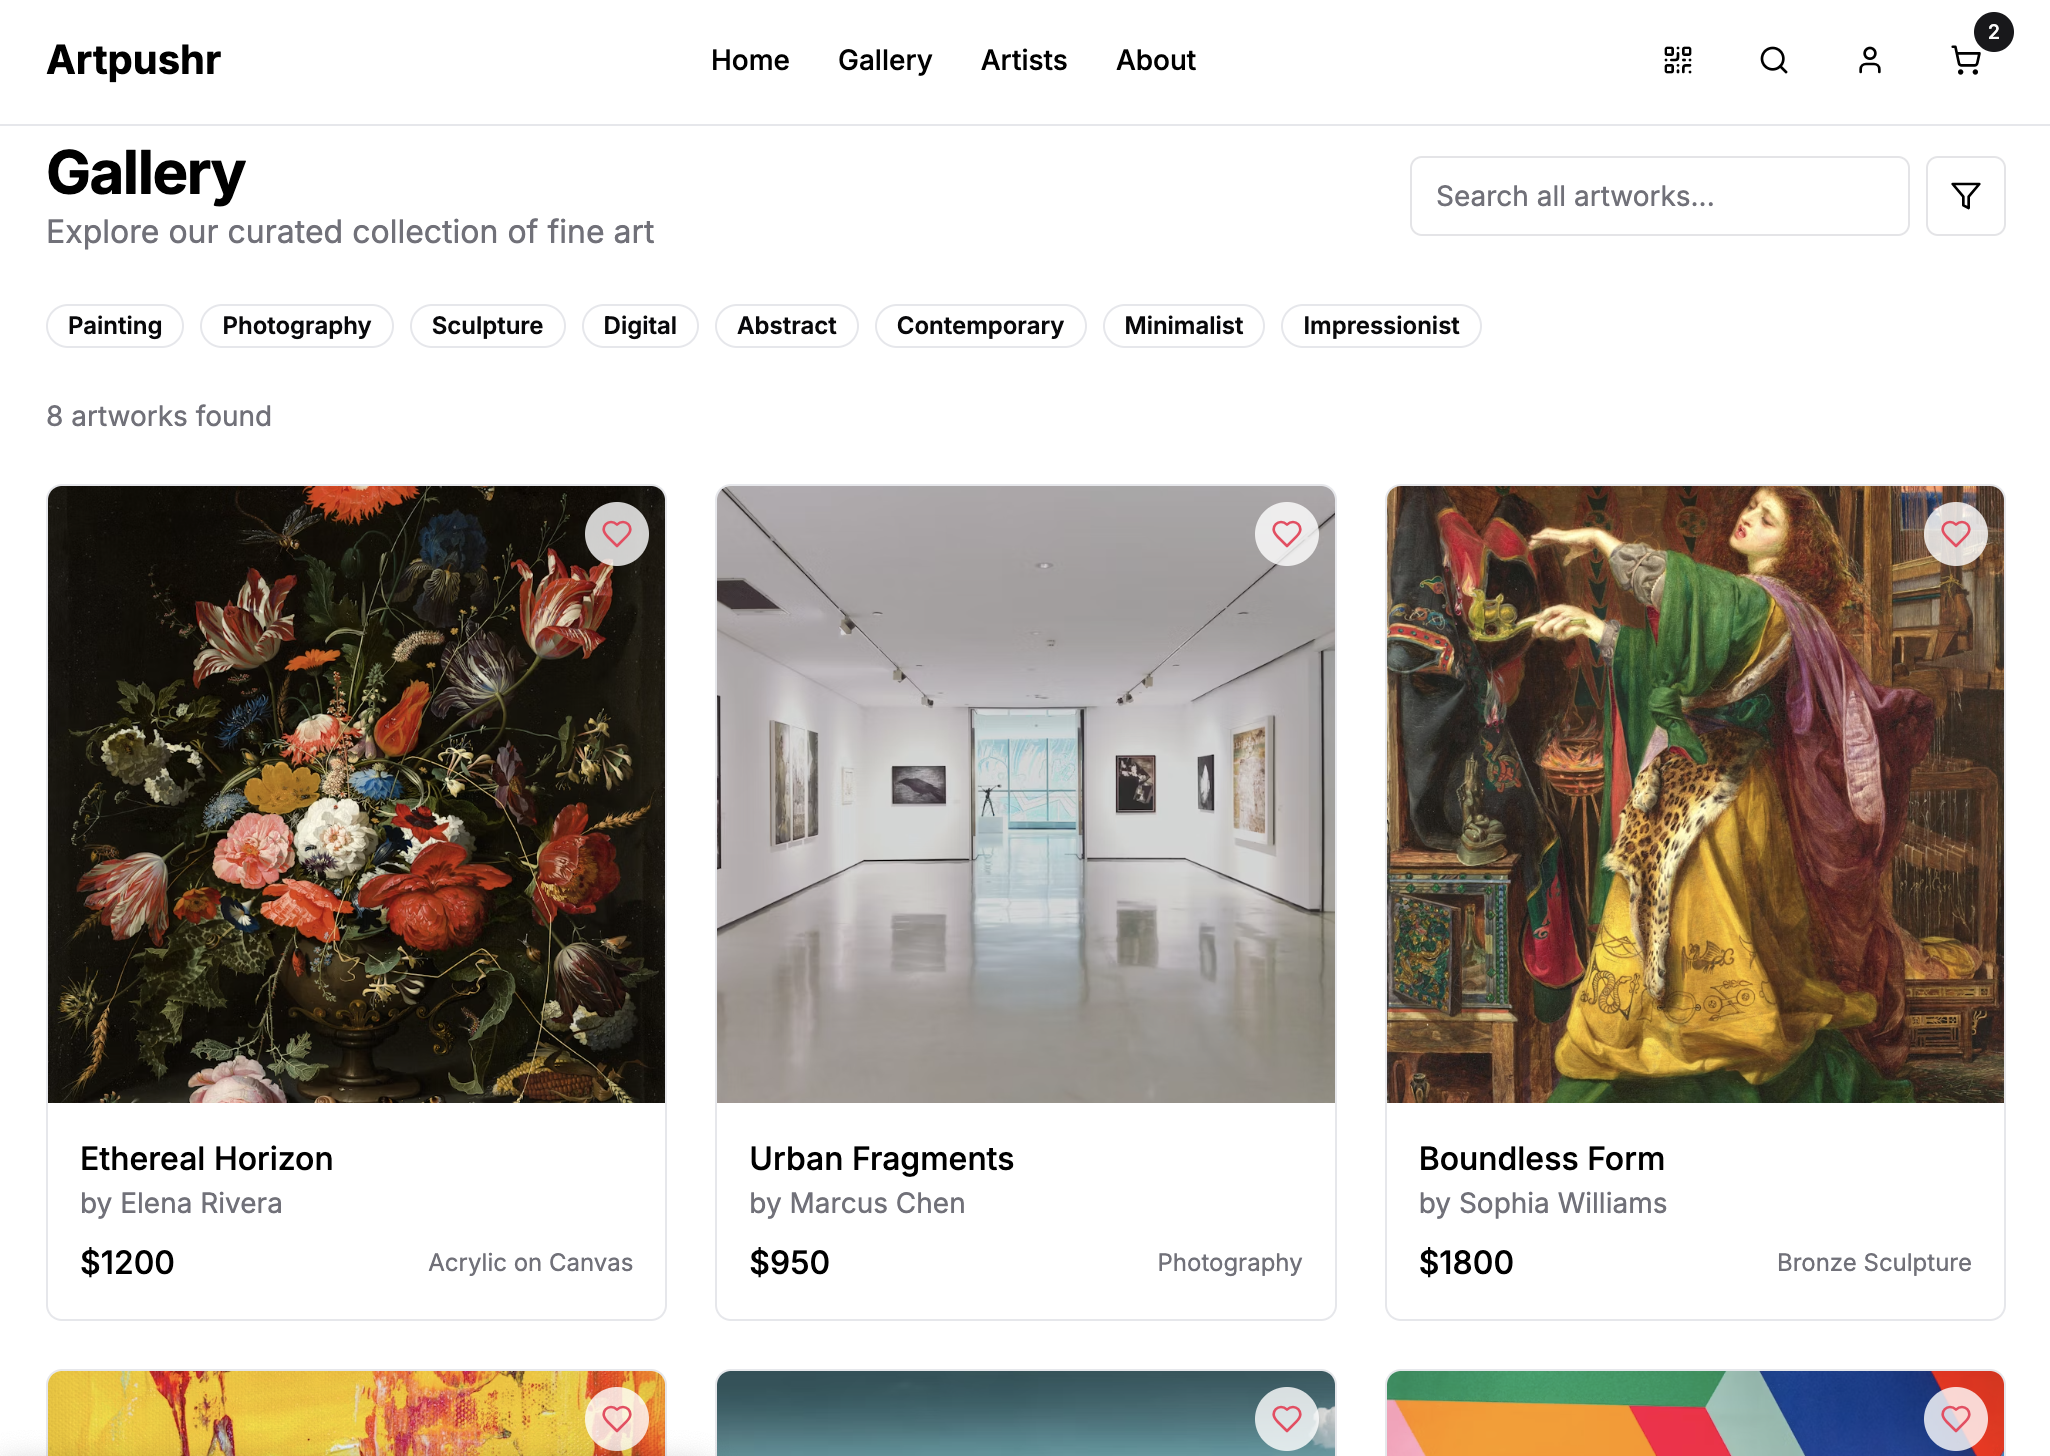 Artpushr
Home Gallery Artists About
2
Gallery
Explore our curated collection of fine art
Search all artworks...
Painting Photography Sculpture Digital Abstract Contemporary Minimalist Impressionist
8 artworks found
Ethereal Horizon
by Elena Rivera
$1200 Acrylic on Canvas
Urban Fragments
by Marcus Chen
$950 Photography
Boundless Form
by Sophia Williams
$1800 Bronze Sculpture